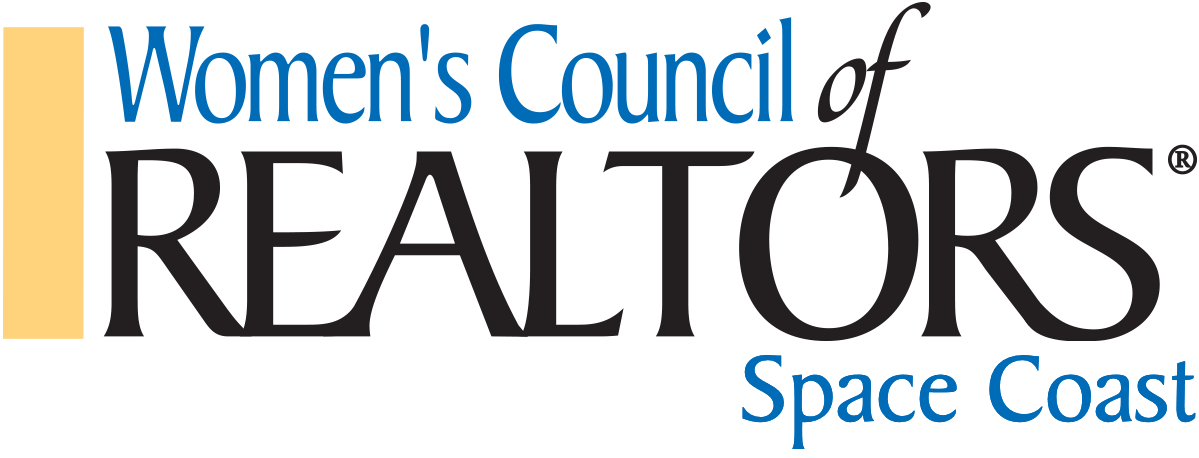 Women's Council of
REALTORS®
Space Coast